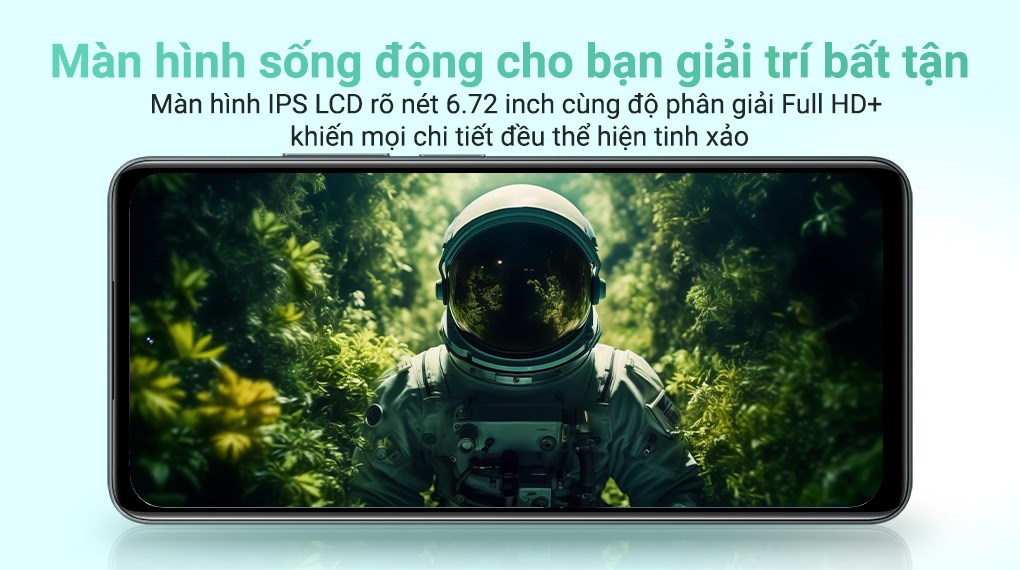 Màn hình sống động cho bạn giải trí bất tận
Màn hình IPS LCD rõ nét 6.72 inch cùng độ phân giải Full HD+
khiến mọi chi tiết đều thể hiện tinh xảo